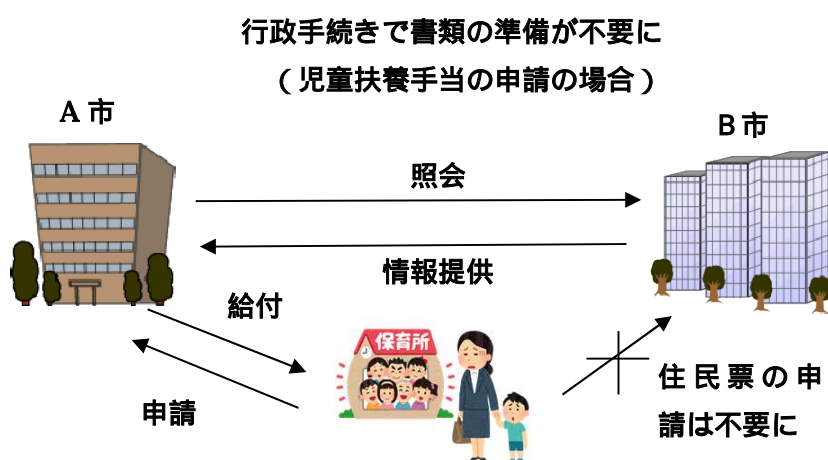 行政手続きで書類の準備が不要に
（児童扶養手当の申請の場合）
A市
B市
照会
情報提供
給付
保育所
申請
住民票の申
請は不要に